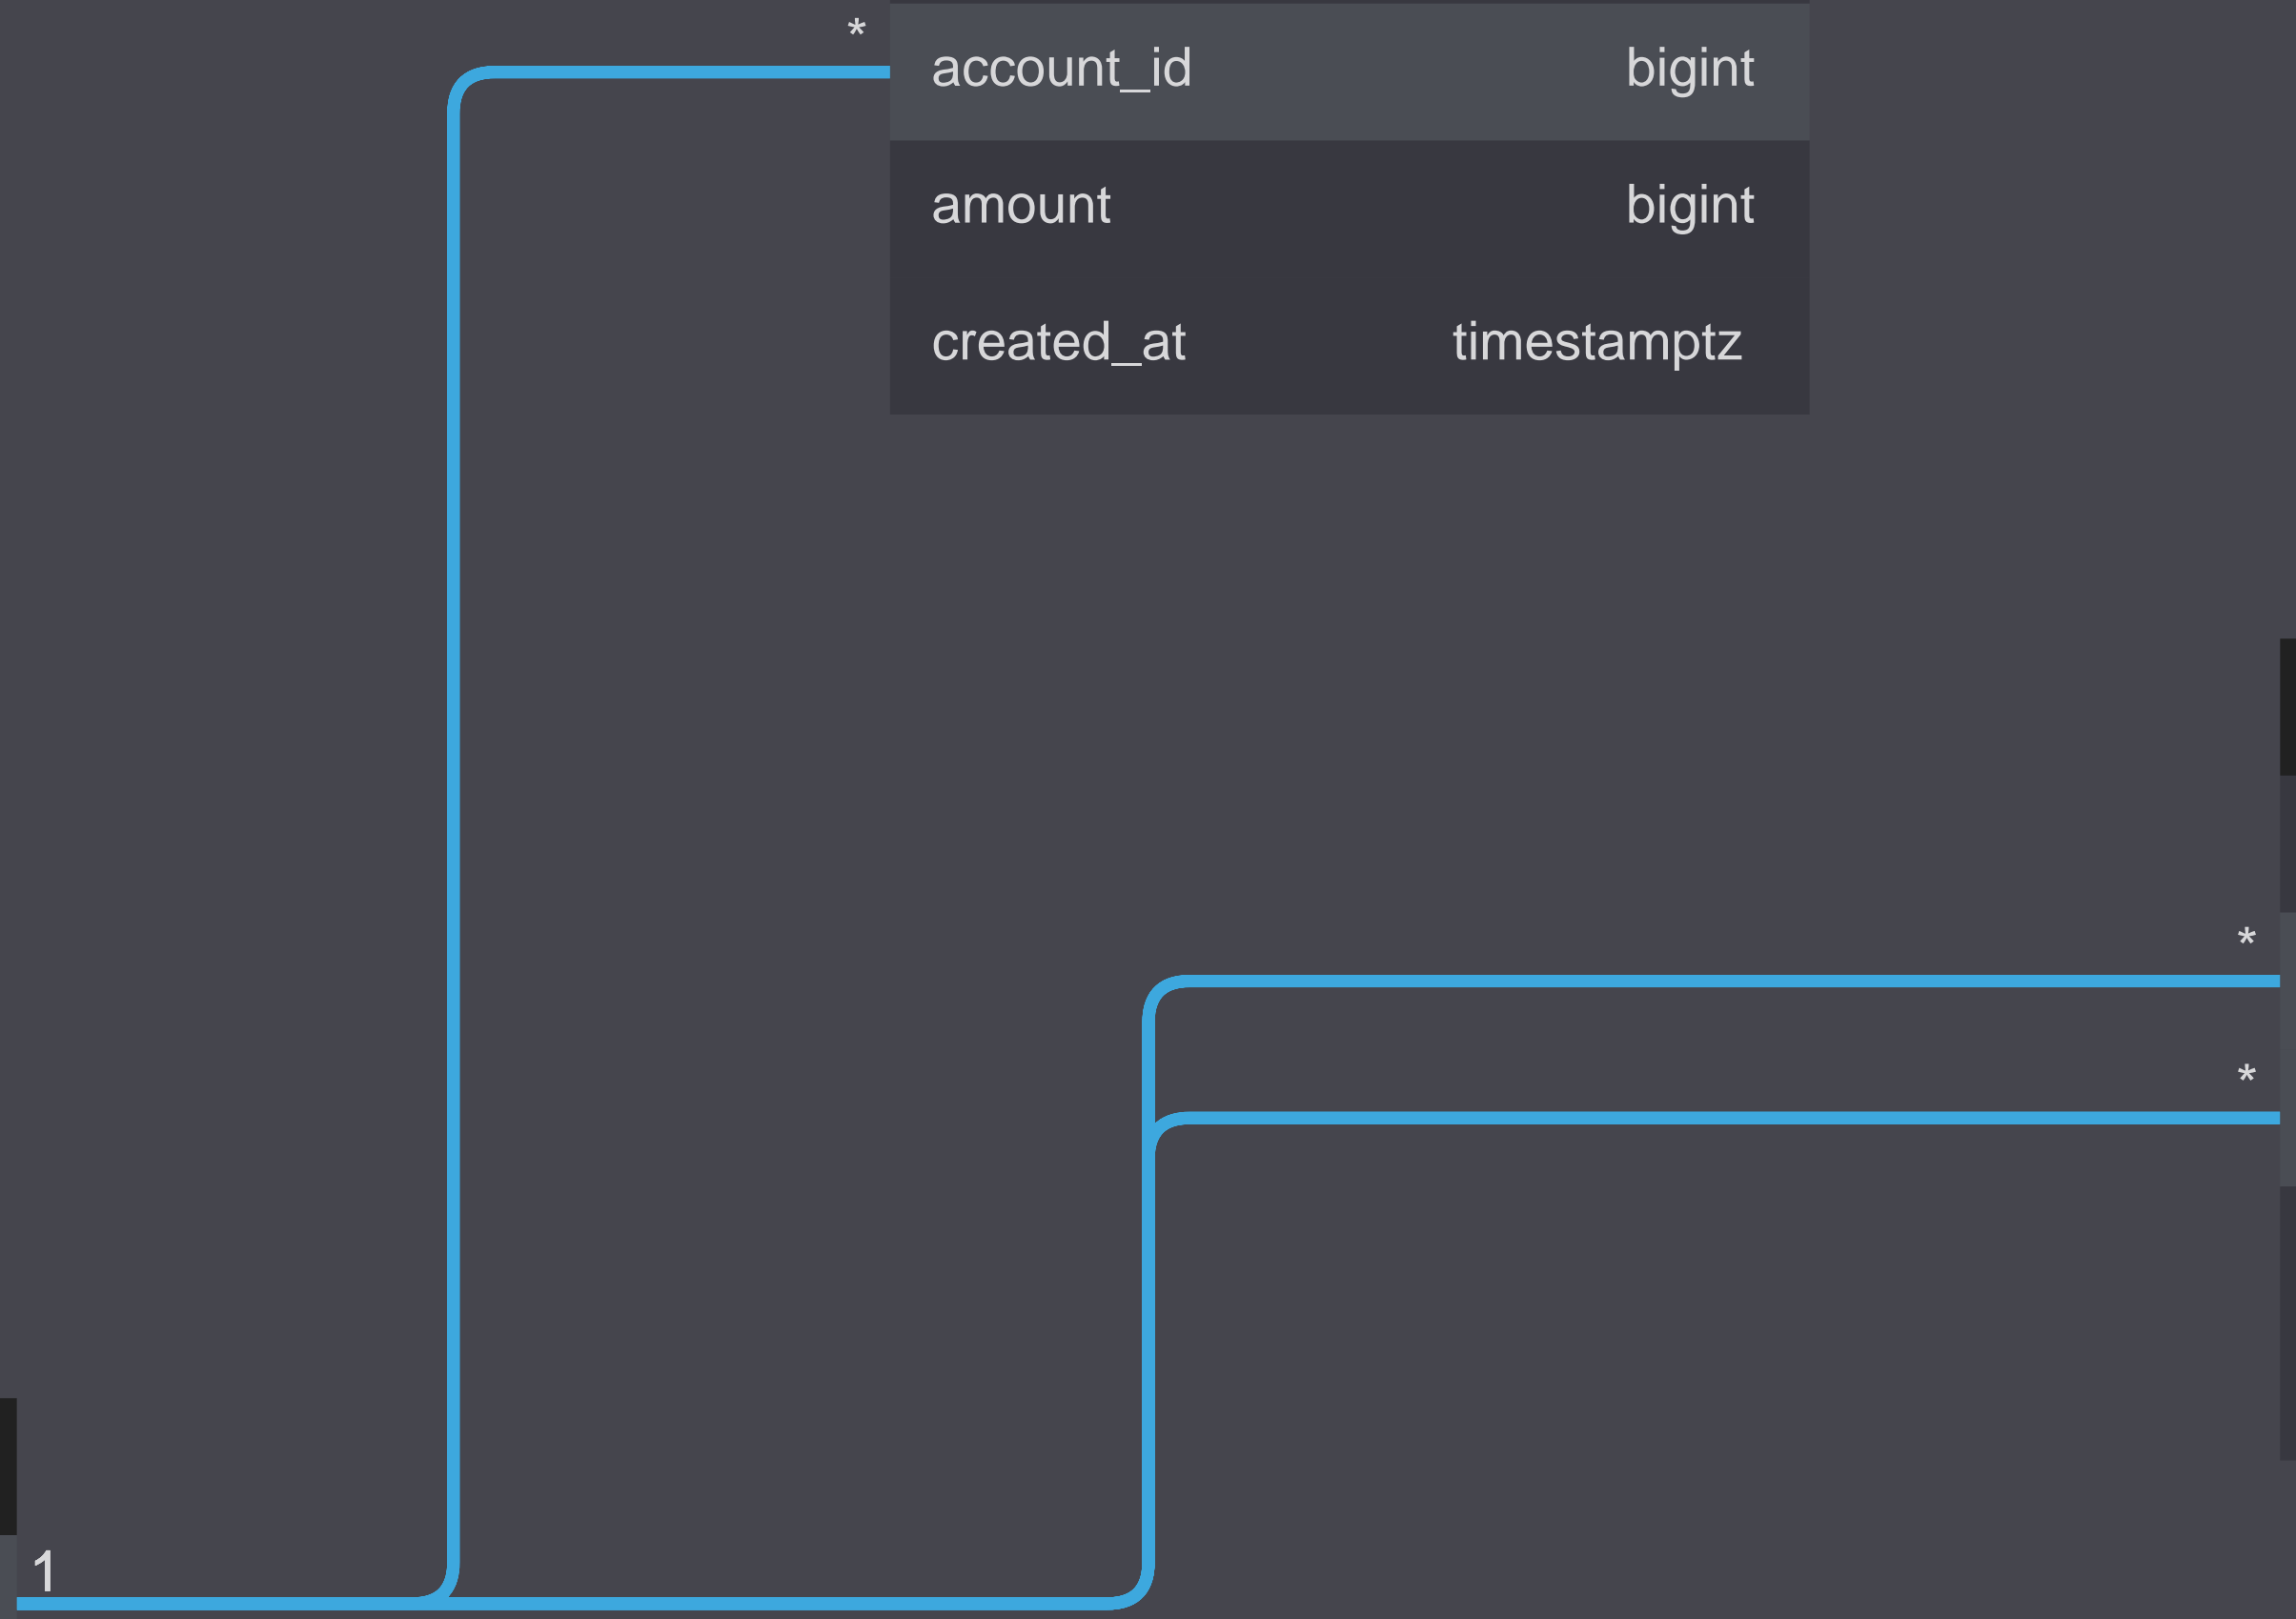 *
account_id bigint
amount bigint
created_at timestamptz
*
*
1